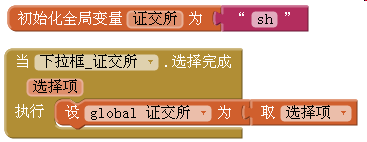 初始化全局变量 证交所 为 “ sh ”
当 下拉框_证交所 .选择完成
选择项
执行 设 global 证交所 为 取 选择项